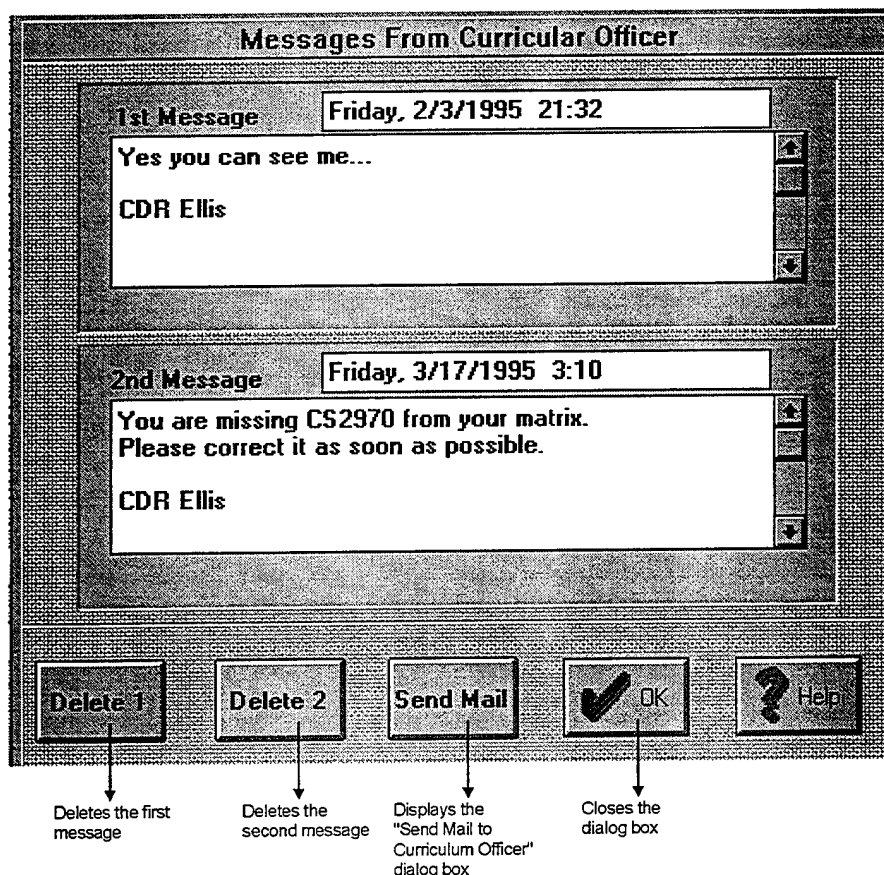 Messages From Curricular Officer
1st Message Friday, 2/3/1995 21:32
Yes you can see me...
CDR Ellis
2nd Message Friday, 3/17/1995 3:10
You are missing CS2970 from your matrix.
Please correct it as soon as possible.
CDR Ellis
Delete 1 Delete 2 Send Mail OK Help
Deletes the first
message
Deletes the
second message
Displays the
"Send Mail to
Curriculum Officer"
dialog box
Closes the
dialog box